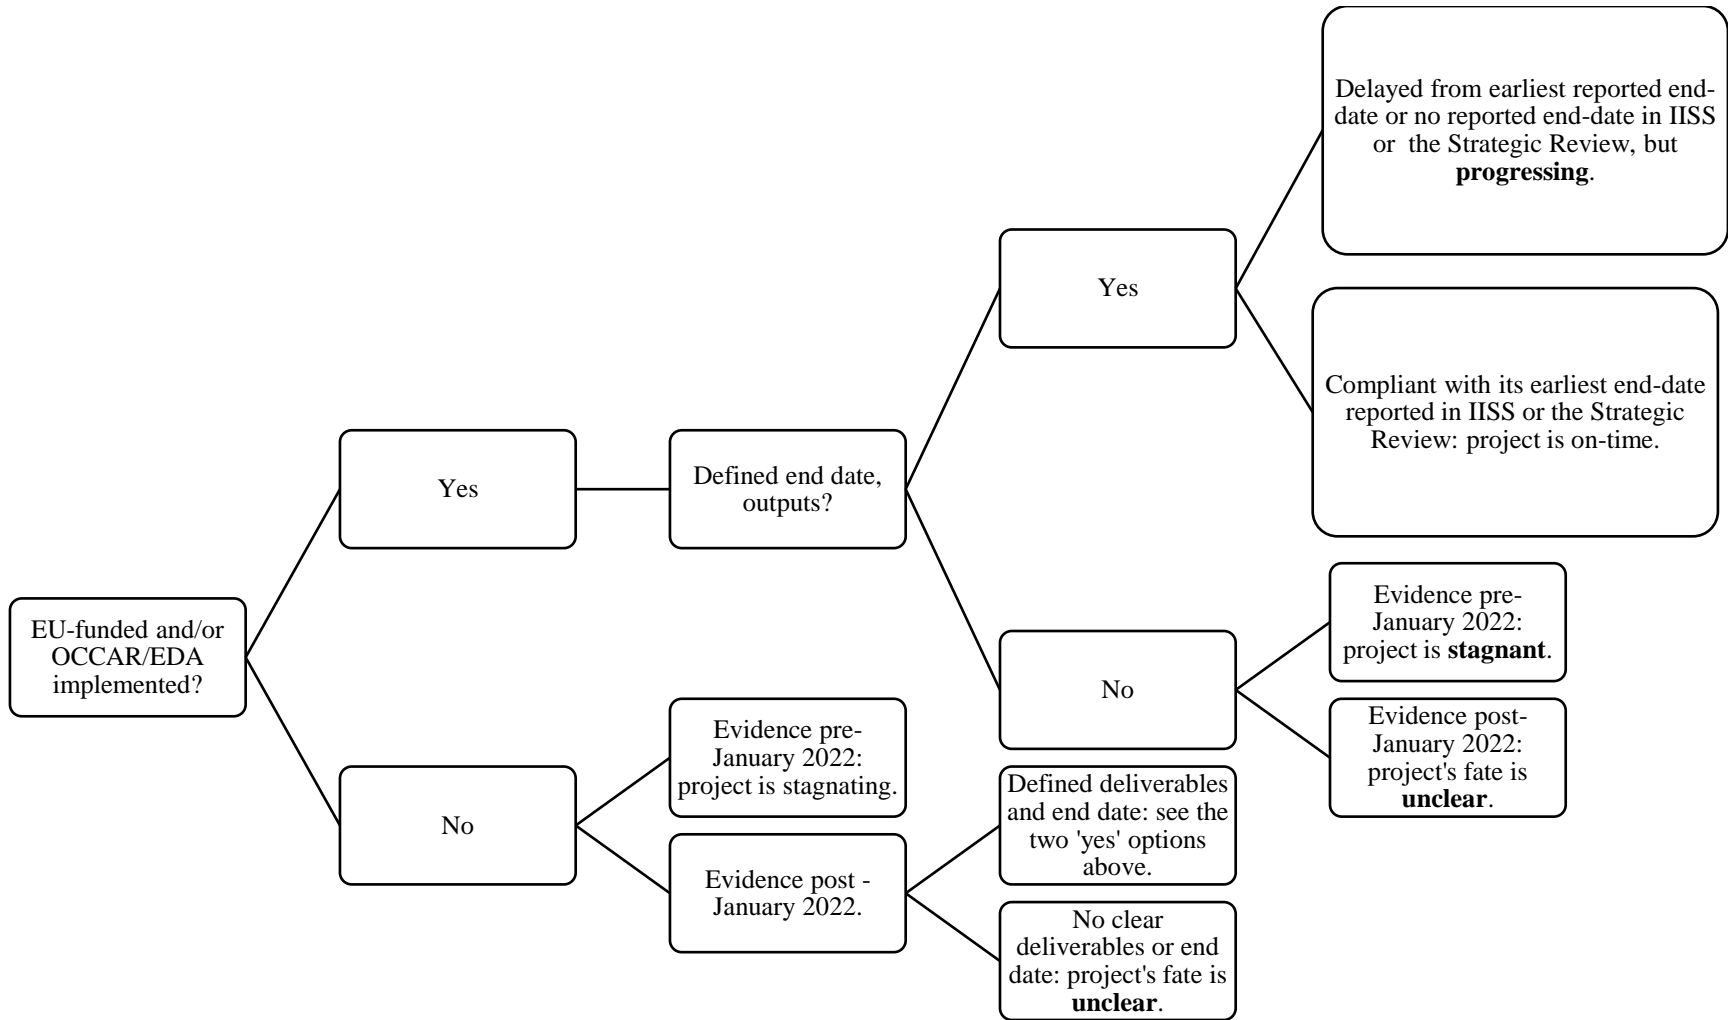 EU-funded and/or
OCCAR/EDA
implemented?
Yes
Defined end date,
outputs?
Yes
Delayed from earliest reported end-
date or no reported end-date in IISS
or the Strategic Review, but
progressing.
Compliant with its earliest end-date
reported in IISS or the Strategic
Review: project is on-time.
No
Evidence pre-
January 2022:
project is stagnant.
Evidence post-
January 2022:
project's fate is
unclear.
No
Evidence pre-
January 2022:
project is stagnating.
Evidence post -
January 2022.
Defined deliverables
and end date: see the
two 'yes' options
above.
No clear
deliverables or end
date: project's fate is
unclear.